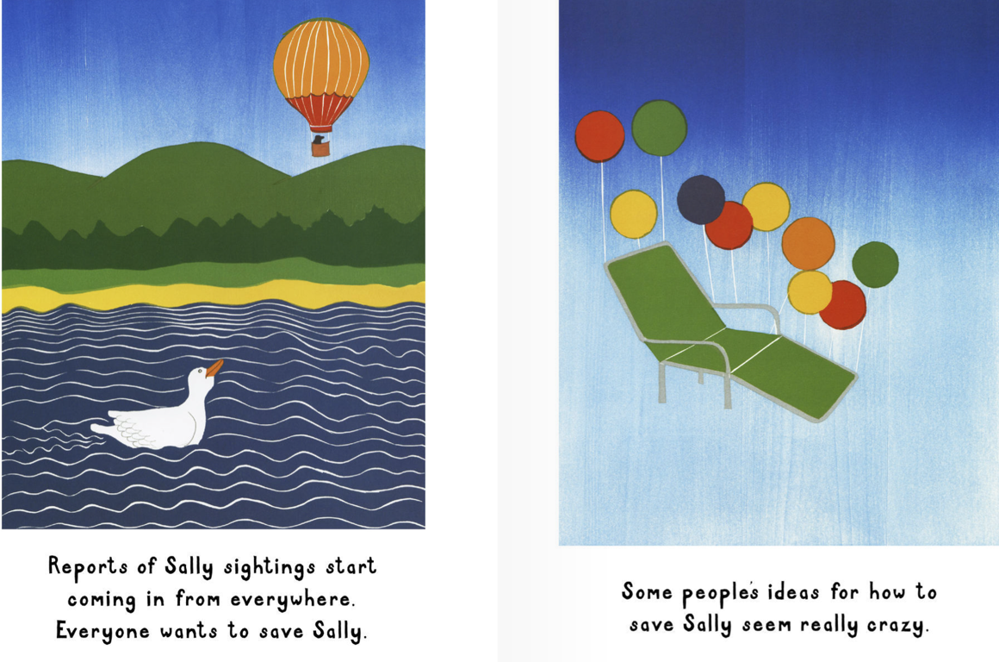 Reports of Sally sightings start
coming in from everywhere.
Everyone wants to save Sally.
Some people's ideas for how to
save Sally seem really crazy.